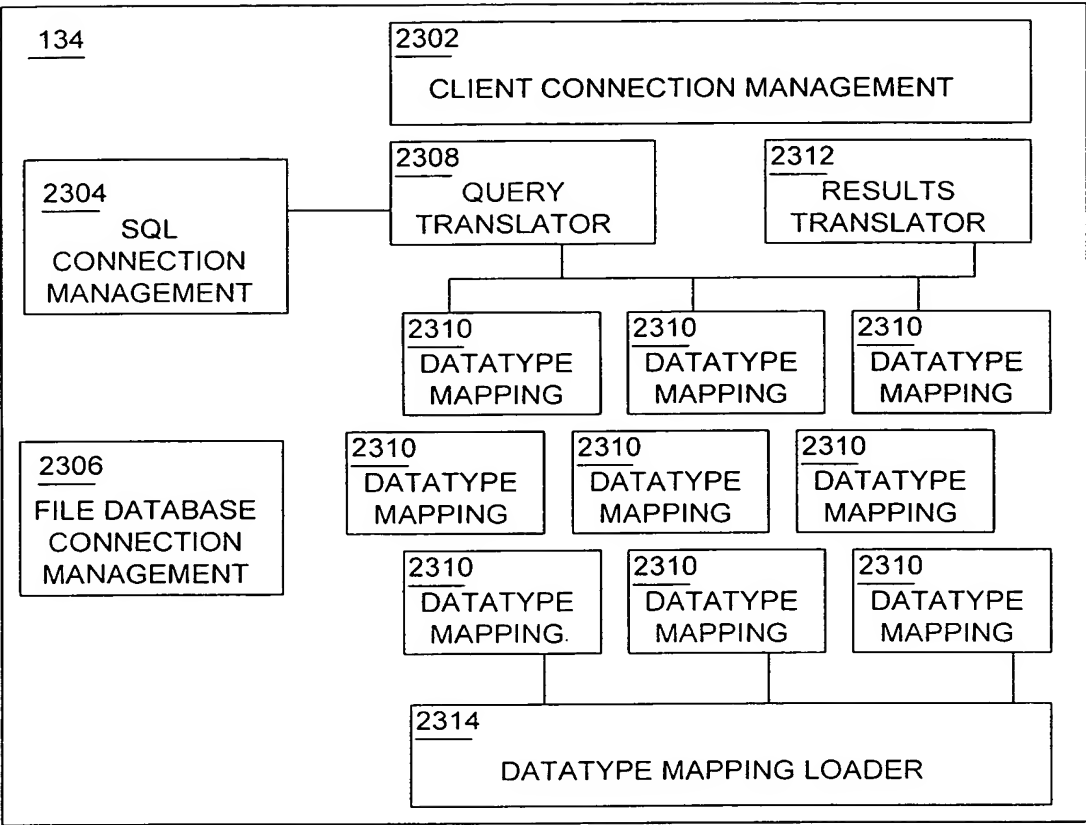 134
2302
CLIENT CONNECTION MANAGEMENT
2304
SQL
CONNECTION
MANAGEMENT
2308
QUERY
TRANSLATOR
2312
RESULTS
TRANSLATOR
2310
DATATYPE
MAPPING
2310
DATATYPE
MAPPING
2310
DATATYPE
MAPPING
2306
FILE DATABASE
CONNECTION
MANAGEMENT
2310
DATATYPE
MAPPING
2310
DATATYPE
MAPPING
2310
DATATYPE
MAPPING
2310
DATATYPE
MAPPING
2310
DATATYPE
MAPPING
2310
DATATYPE
MAPPING
2314
DATATYPE MAPPING LOADER